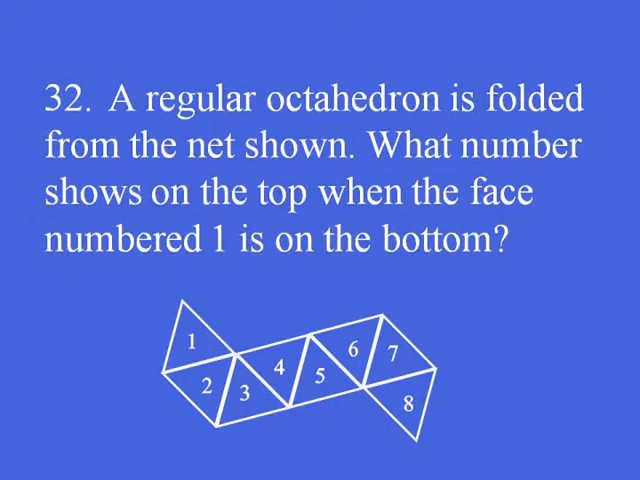 32. A regular octahedron is folded
from the net shown. What number
shows on the top when the face
numbered 1 is on the bottom?
1
2
3
4
5
6
7
8